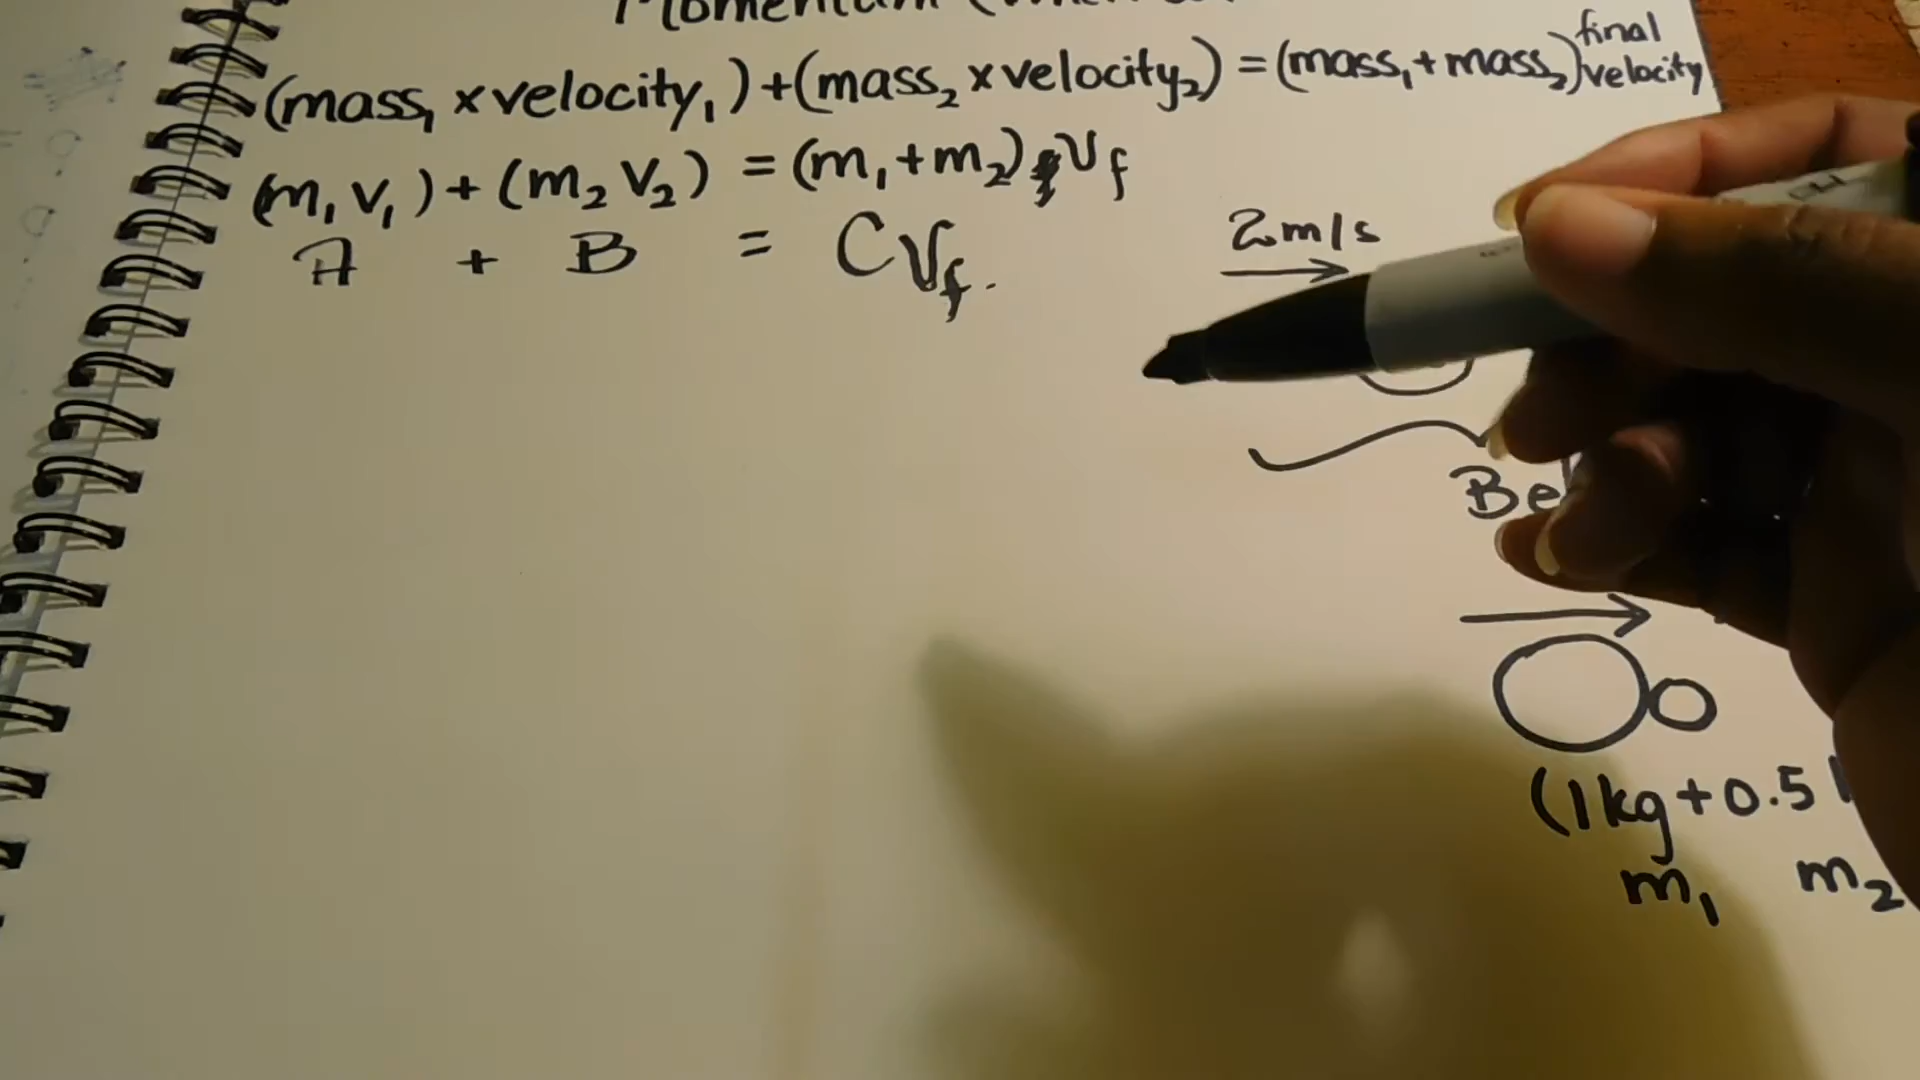 Momentum
(mass₁ x velocity₁) + (mass₂ x velocity₂) = (mass₁ + mass₂) final velocity
(m₁ v₁) + (m₂ v₂) = (m₁ + m₂) v f
A + B = C Vf.
2m/s
Be
(1kg + 0.5
m₁ m₂